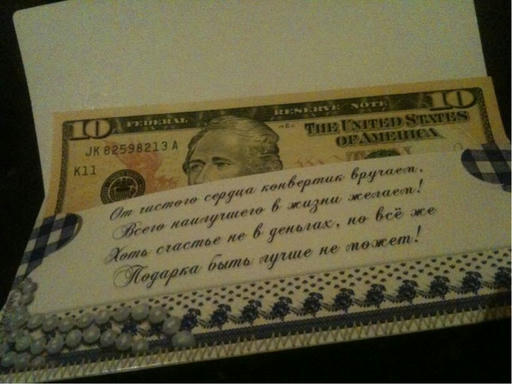 10 FEDERAL RESERVE NOTE 10
THE UNITED STATES
OF AMERICA
JK 82598213 A
K11
От чистого сердца конвертик вручаем,
Всего наилучшего в жизни желаем!
Хоть счастье не в деньгах, но всё же
Подарка быть лучше не может!